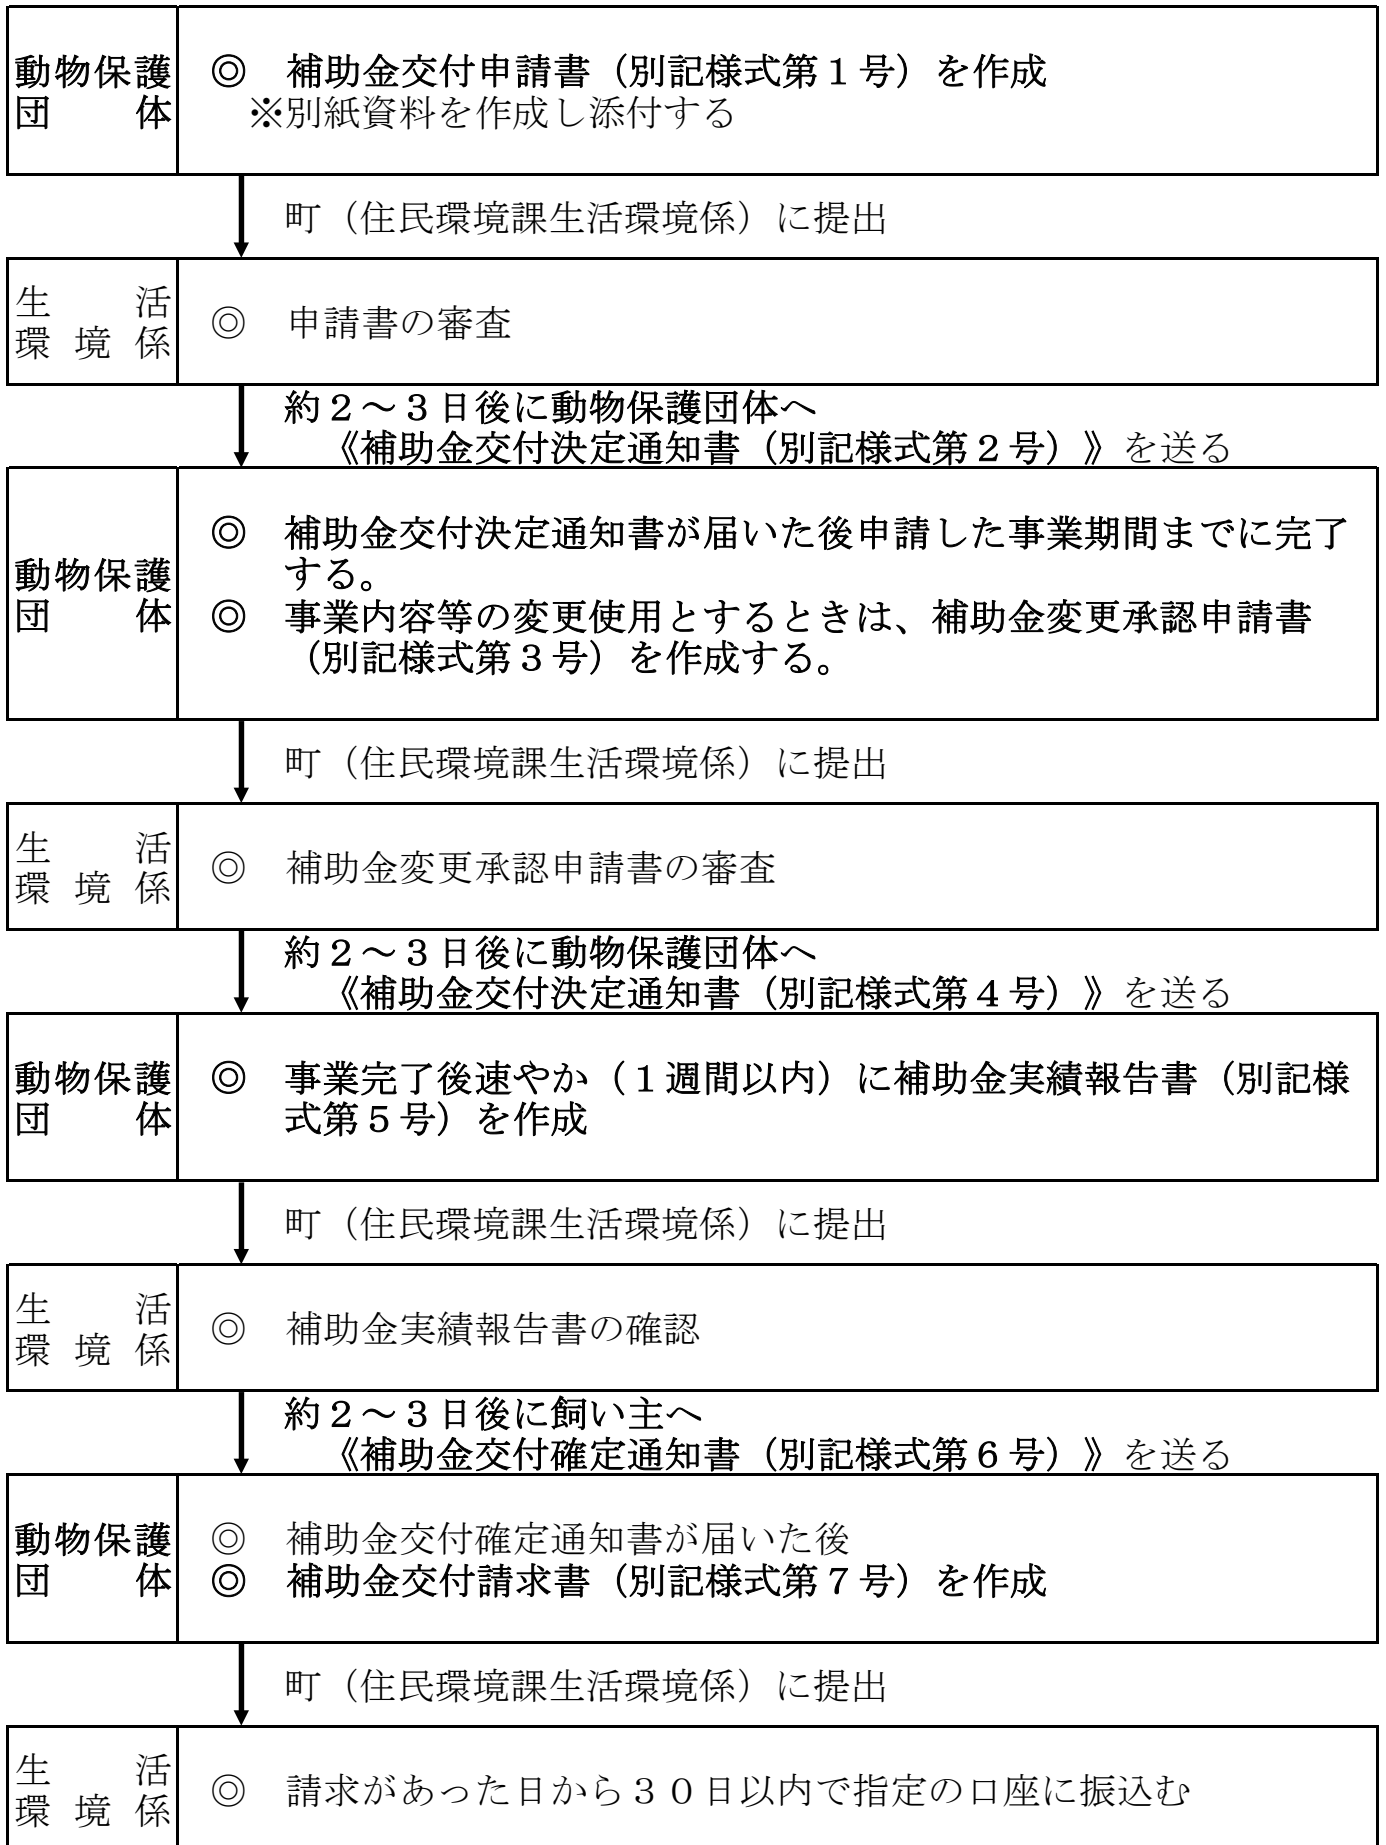 動物保護
団体
◎　補助金交付申請書（別記様式第１号）を作成
※別紙資料を作成し添付する
町（住民環境課生活環境係）に提出
生活
環境係
◎　申請書の審査
約２～３日後に動物保護団体へ
《補助金交付決定通知書（別記様式第２号）》を送る
動物保護
団体
◎　補助金交付決定通知書が届いた後申請した事業期間までに完了
する。
◎　事業内容等の変更使用とするときは、補助金変更承認申請書
（別記様式第３号）を作成する。
町（住民環境課生活環境係）に提出
生活
環境係
◎　補助金変更承認申請書の審査
約２～３日後に動物保護団体へ
《補助金交付決定通知書（別記様式第４号）》を送る
動物保護
団体
◎　事業完了後速やか（１週間以内）に補助金実績報告書（別記様
式第５号）を作成
町（住民環境課生活環境係）に提出
生活
環境係
◎　補助金実績報告書の確認
約２～３日後に飼い主へ
《補助金交付確定通知書（別記様式第６号）》を送る
動物保護
団体
◎　補助金交付確定通知書が届いた後
◎　補助金交付請求書（別記様式第７号）を作成
町（住民環境課生活環境係）に提出
生活
環境係
◎　請求があった日から３０日以内で指定の口座に振込む